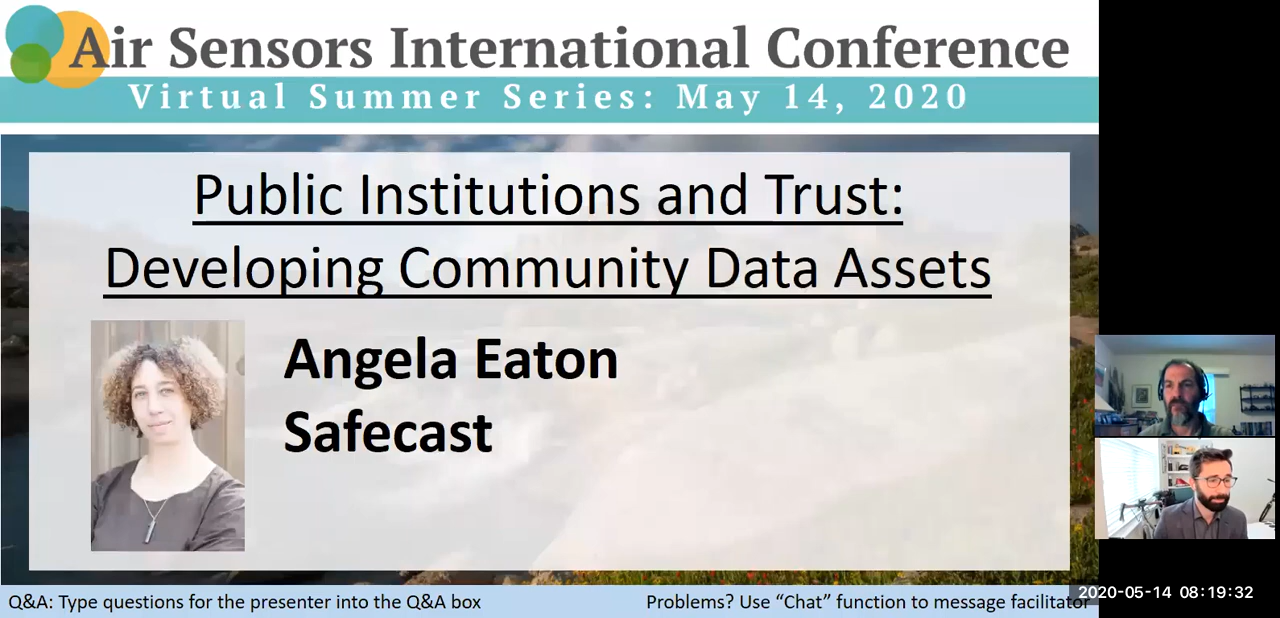 Air Sensors International Conference
Virtual Summer Series: May 14, 2020
Public Institutions and Trust:
Developing Community Data Assets
Angela Eaton
Safecast
Q&A: Type questions for the presenter into the Q&A box
Problems? Use “Chat” function to message facilitator
2020-05-14 08:19:32